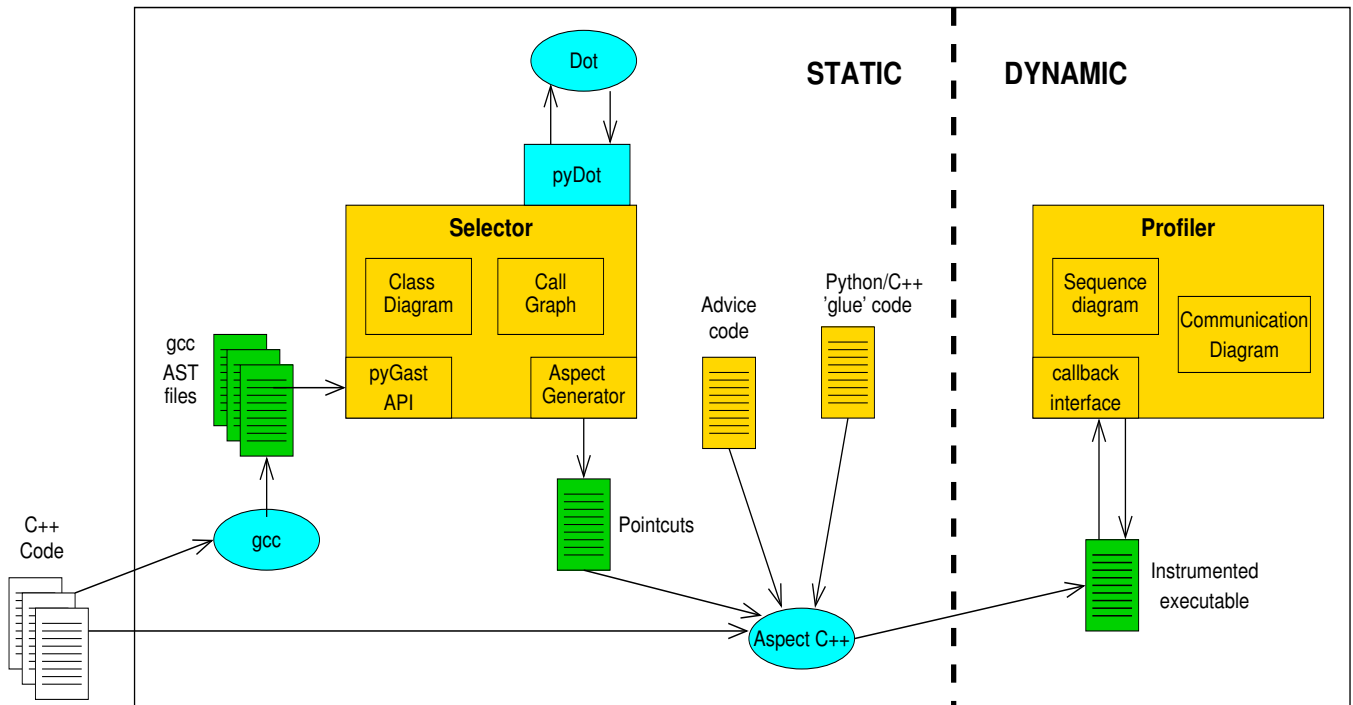 Dot
STATIC
DYNAMIC
pyDot
Selector
Profiler
Class
Diagram
Call
Graph
Python/C++
'glue' code
Advice
code
Sequence
diagram
Communication
Diagram
gcc
AST
files
pyGast
API
Aspect
Generator
callback
interface
Pointcuts
C++
Code
gcc
Instrumented
executable
Aspect C++